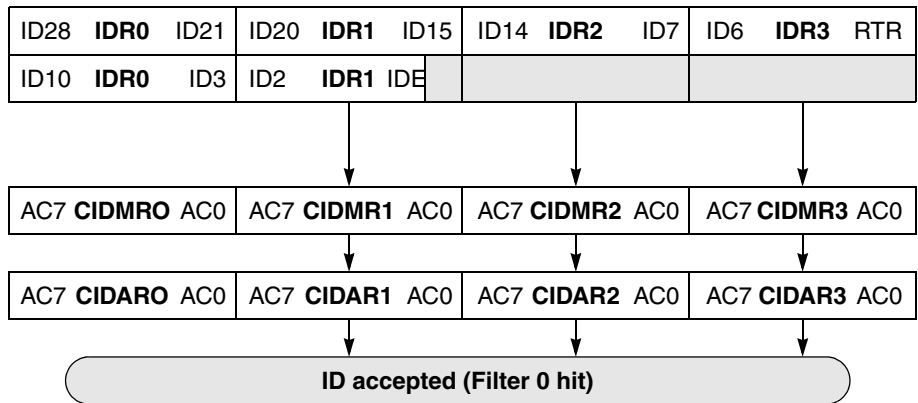 ID28 IDR0 ID21 ID20 IDR1 ID15 ID14 IDR2 ID7 ID6 IDR3 RTR
ID10 IDR0 ID3 ID2 IDR1 IDE
AC7 CIDMRO AC0 AC7 CIDMR1 AC0 AC7 CIDMR2 AC0 AC7 CIDMR3 AC0
AC7 CIDARO AC0 AC7 CIDAR1 AC0 AC7 CIDAR2 AC0 AC7 CIDAR3 AC0
ID accepted (Filter 0 hit)